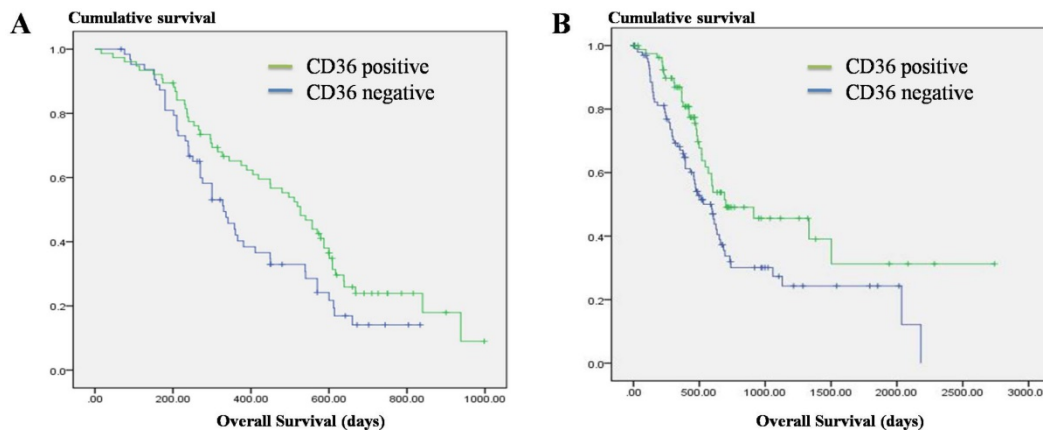 A
Cumulative survival
CD36 positive
CD36 negative
1.0
0.8
0.6
0.4
0.2
0.0
.00 200.00 400.00 600.00 800.00 1000.00
Overall Survival (days)
B
Cumulative survival
CD36 positive
CD36 negative
1.0
0.8
0.6
0.4
0.2
0.0
.00 500.00 1000.00 1500.00 2000.00 2500.00 3000.00
Overall Survival (days)